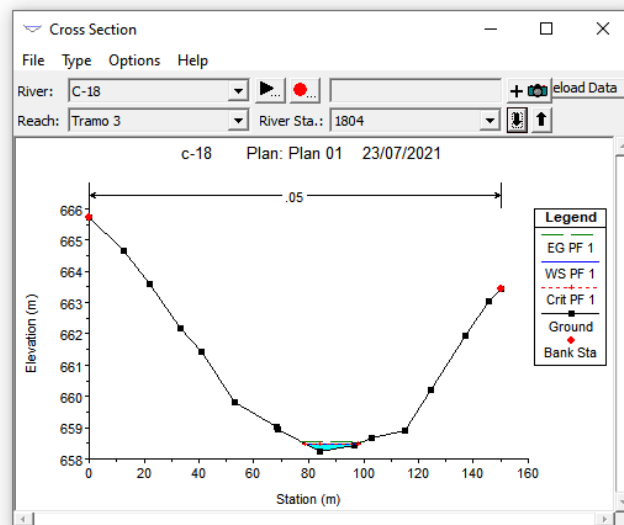 Cross Section
File Type Options Help
River: C-18 + eload Data
Reach: Tramo 3 River Sta.: 1804
c-18 Plan: Plan 01 23/07/2021
.05
666
665
664
663
662
661
660
659
658
Elevation (m)
0 20 40 60 80 100 120 140 160
Station (m)
Legend
EG PF 1
WS PF 1
Crit PF 1
Ground
Bank Sta